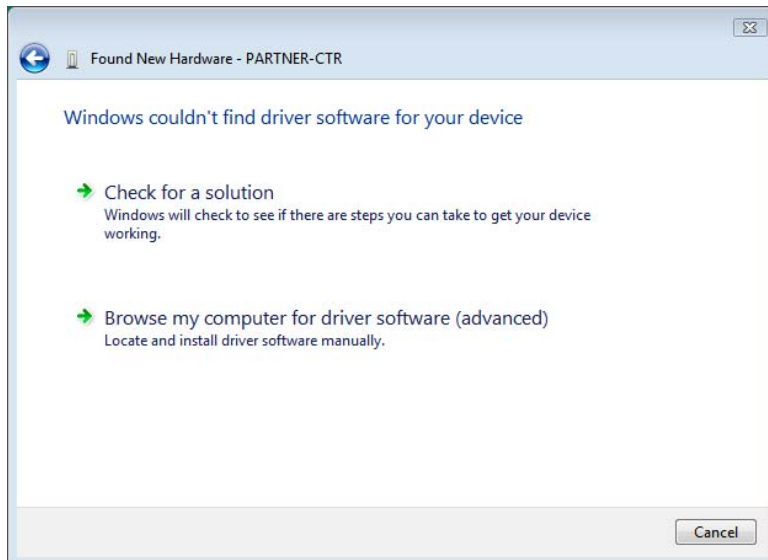 Found New Hardware - PARTNER-CTR
Windows couldn't find driver software for your device
Check for a solution
Windows will check to see if there are steps you can take to get your device
working.
Browse my computer for driver software (advanced)
Locate and install driver software manually.
Cancel